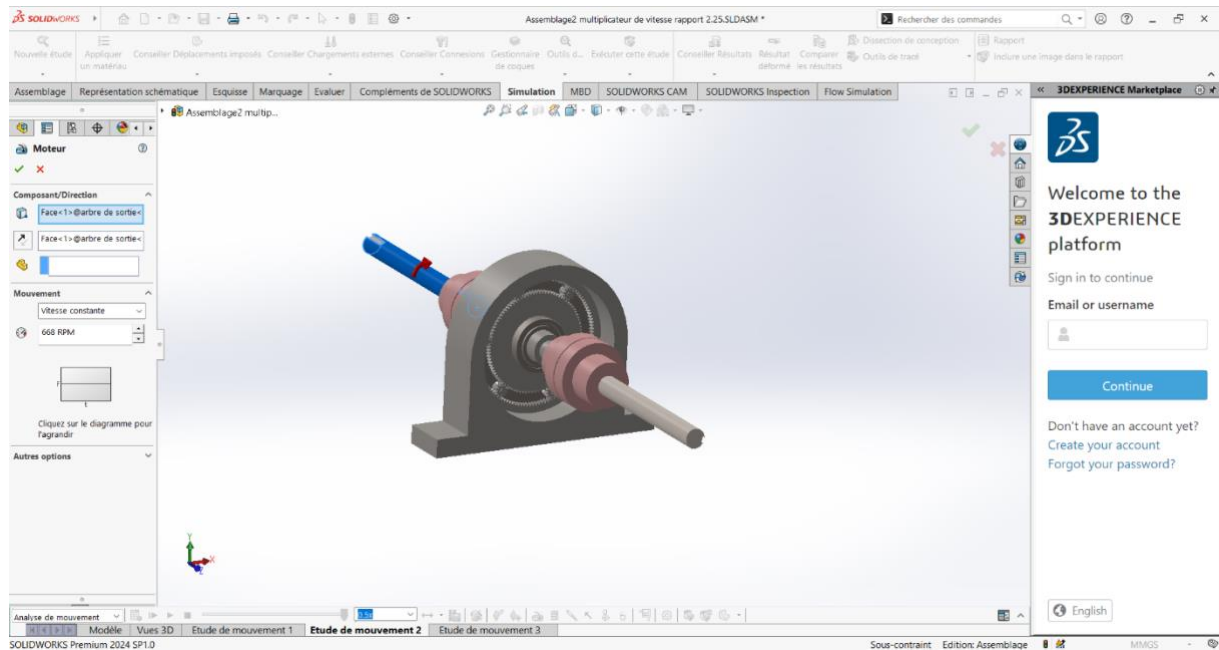 SOLIDWORKS
Assemblage2 multiplicateur de vitesse rapport 2.25.SLDASM *
Rechercher des commandes
Nouvelle étude
Appliquer un matériau
Conseiller Déplacements imposés
Conseiller Chargements externes
Conseiller Connexions
Gestionnaire de coques
Outils d...
Exécuter cette étude
Conseiller Résultats
Résultat déformé
Comparer les résultats
Dissection de conception
Outils de tracé
Rapport
Inclure une image dans le rapport
Assemblage Représentation schématique Esquisse Marquage Evaluer Compléments de SOLIDWORKS Simulation MBD SOLIDWORKS CAM SOLIDWORKS Inspection Flow Simulation
3DEXPERIENCE Marketplace
Assemblage2 multip...
Moteur
Composant/Direction
Face<1>@arbre de sortie<
Face<1>@arbre de sortie<
Mouvement
Vitesse constante
668 RPM
Cliquez sur le diagramme pour
l'agrandir
Autres options
Y
X
Z
Welcome to the
3DEXPERIENCE
platform
Sign in to continue
Email or username
Continue
Don't have an account yet?
Create your account
Forgot your password?
English
Analyse de mouvement
Modèle Vues 3D Etude de mouvement 1 Etude de mouvement 2 Etude de mouvement 3
SOLIDWORKS Premium 2024 SP1.0
Sous-contraint Edition: Assemblage MMGS